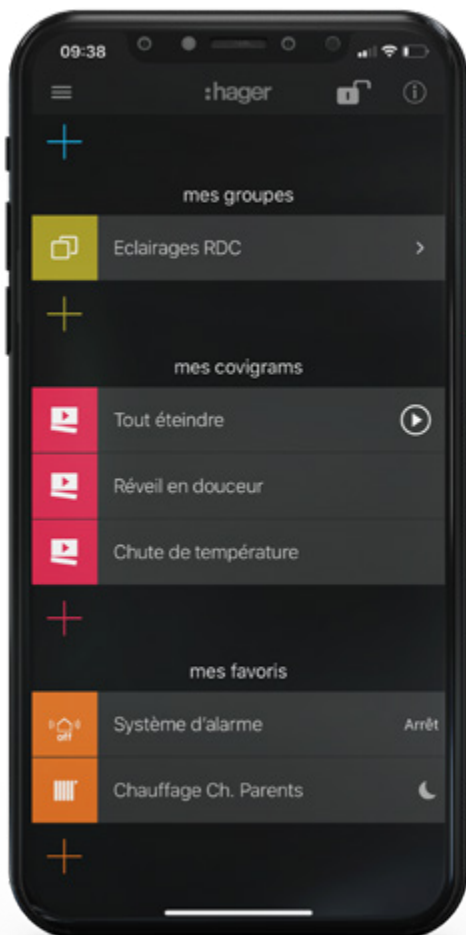 09:38
:hager
mes groupes
Eclairages RDC
mes covigrams
Tout éteindre
Réveil en douceur
Chute de température
mes favoris
off
Système d'alarme
Arrêt
Chauffage Ch. Parents